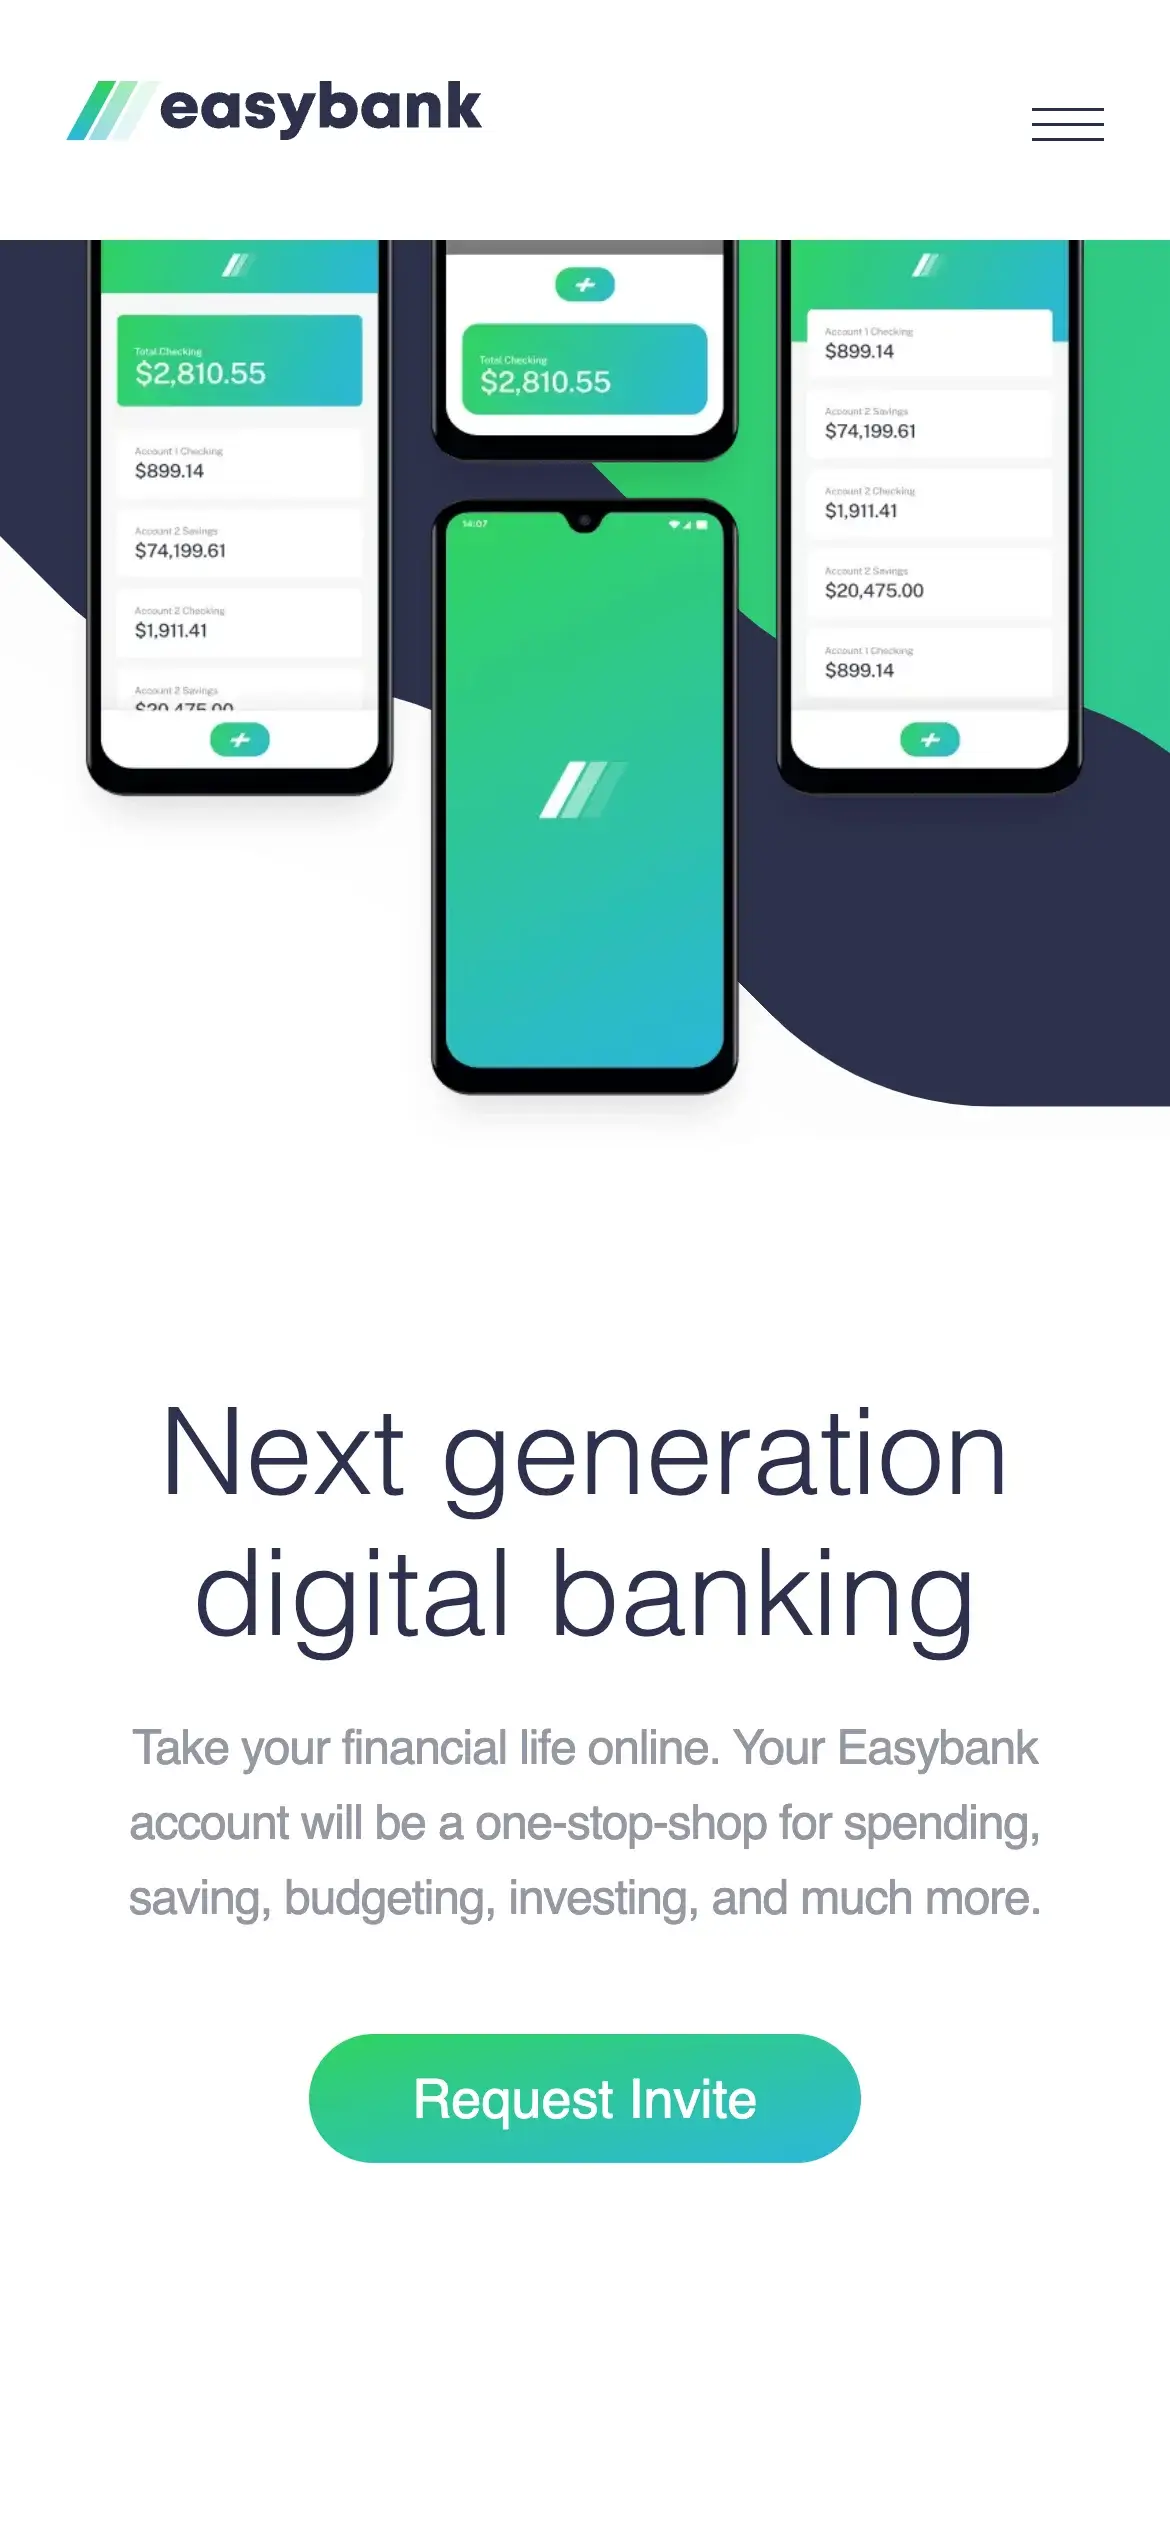 easybank
Total Checking
$2,810.55
Account 1 Checking
$899.14
Account 2 Savings
$74,199.61
Account 2 Checking
$1,911.41
Account 2 Savings
$20,475.00
Total Checking
$2,810.55
14:07
Account 1 Checking
$899.14
Account 2 Savings
$74,199.61
Account 2 Checking
$1,911.41
Account 2 Savings
$20,475.00
Account 1 Checking
$899.14
Next generation
digital banking
Take your financial life online. Your Easybank
account will be a one-stop-shop for spending,
saving, budgeting, investing, and much more.
Request Invite